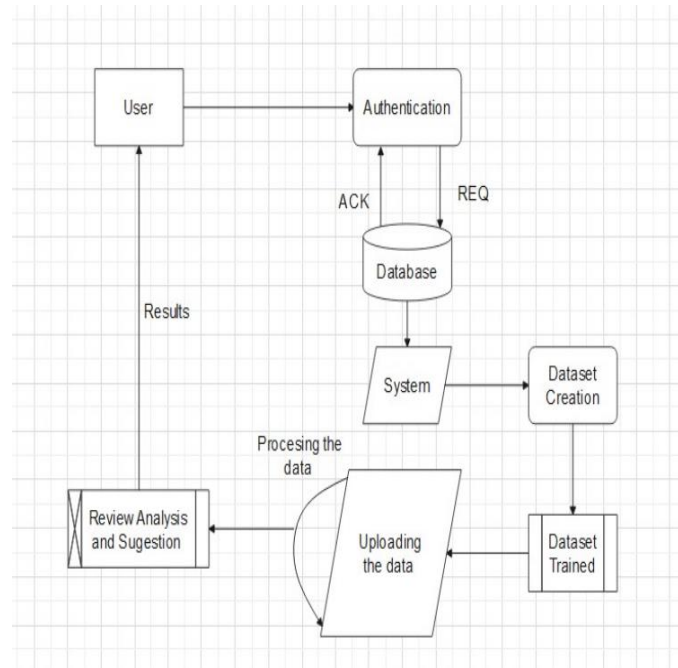 User
Authentication
ACK
REQ
Database
Results
System
Dataset
Creation
Procesing the
data
Review Analysis
and Sugestion
Uploading
the data
Dataset
Trained